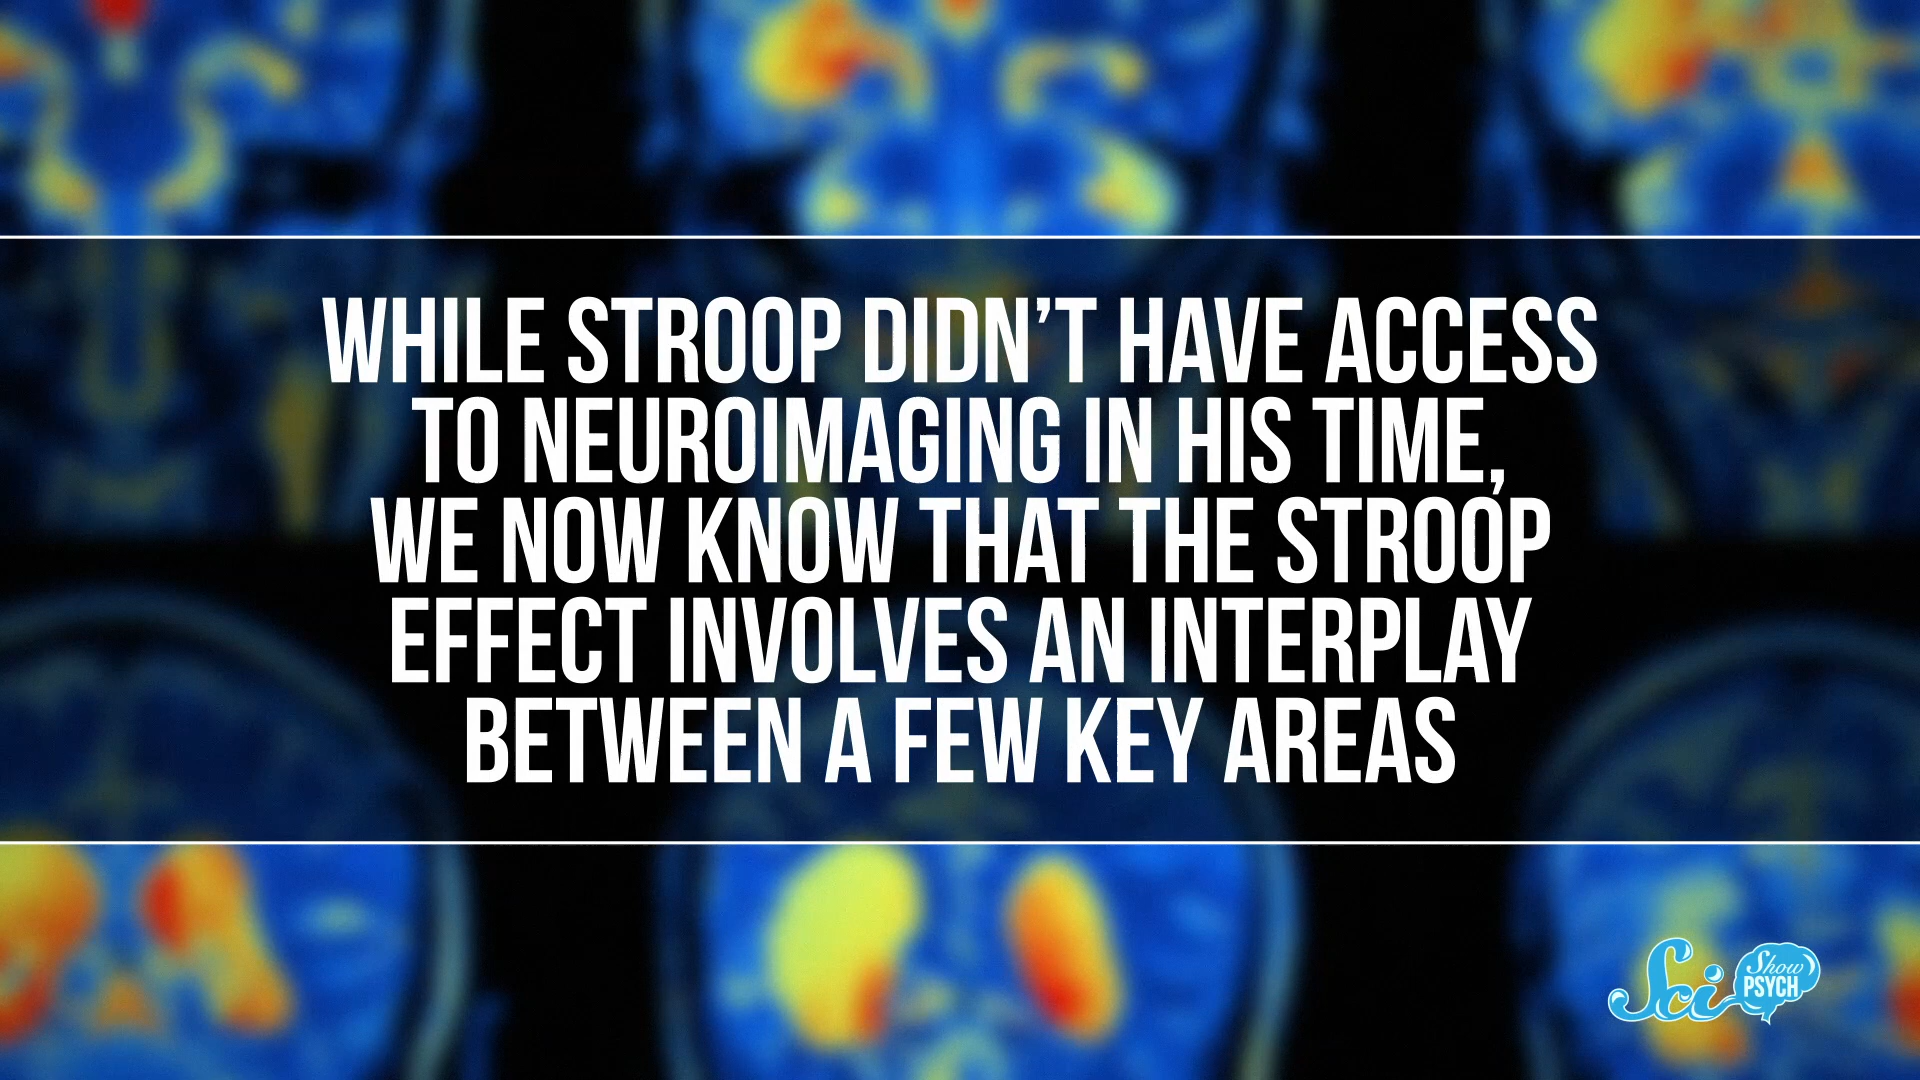 WHILE STROOP DIDN'T HAVE ACCESS
TO NEUROIMAGING IN HIS TIME,
WE NOW KNOW THAT THE STROOP
EFFECT INVOLVES AN INTERPLAY
BETWEEN A FEW KEY AREAS
Sci Show
PSYCH